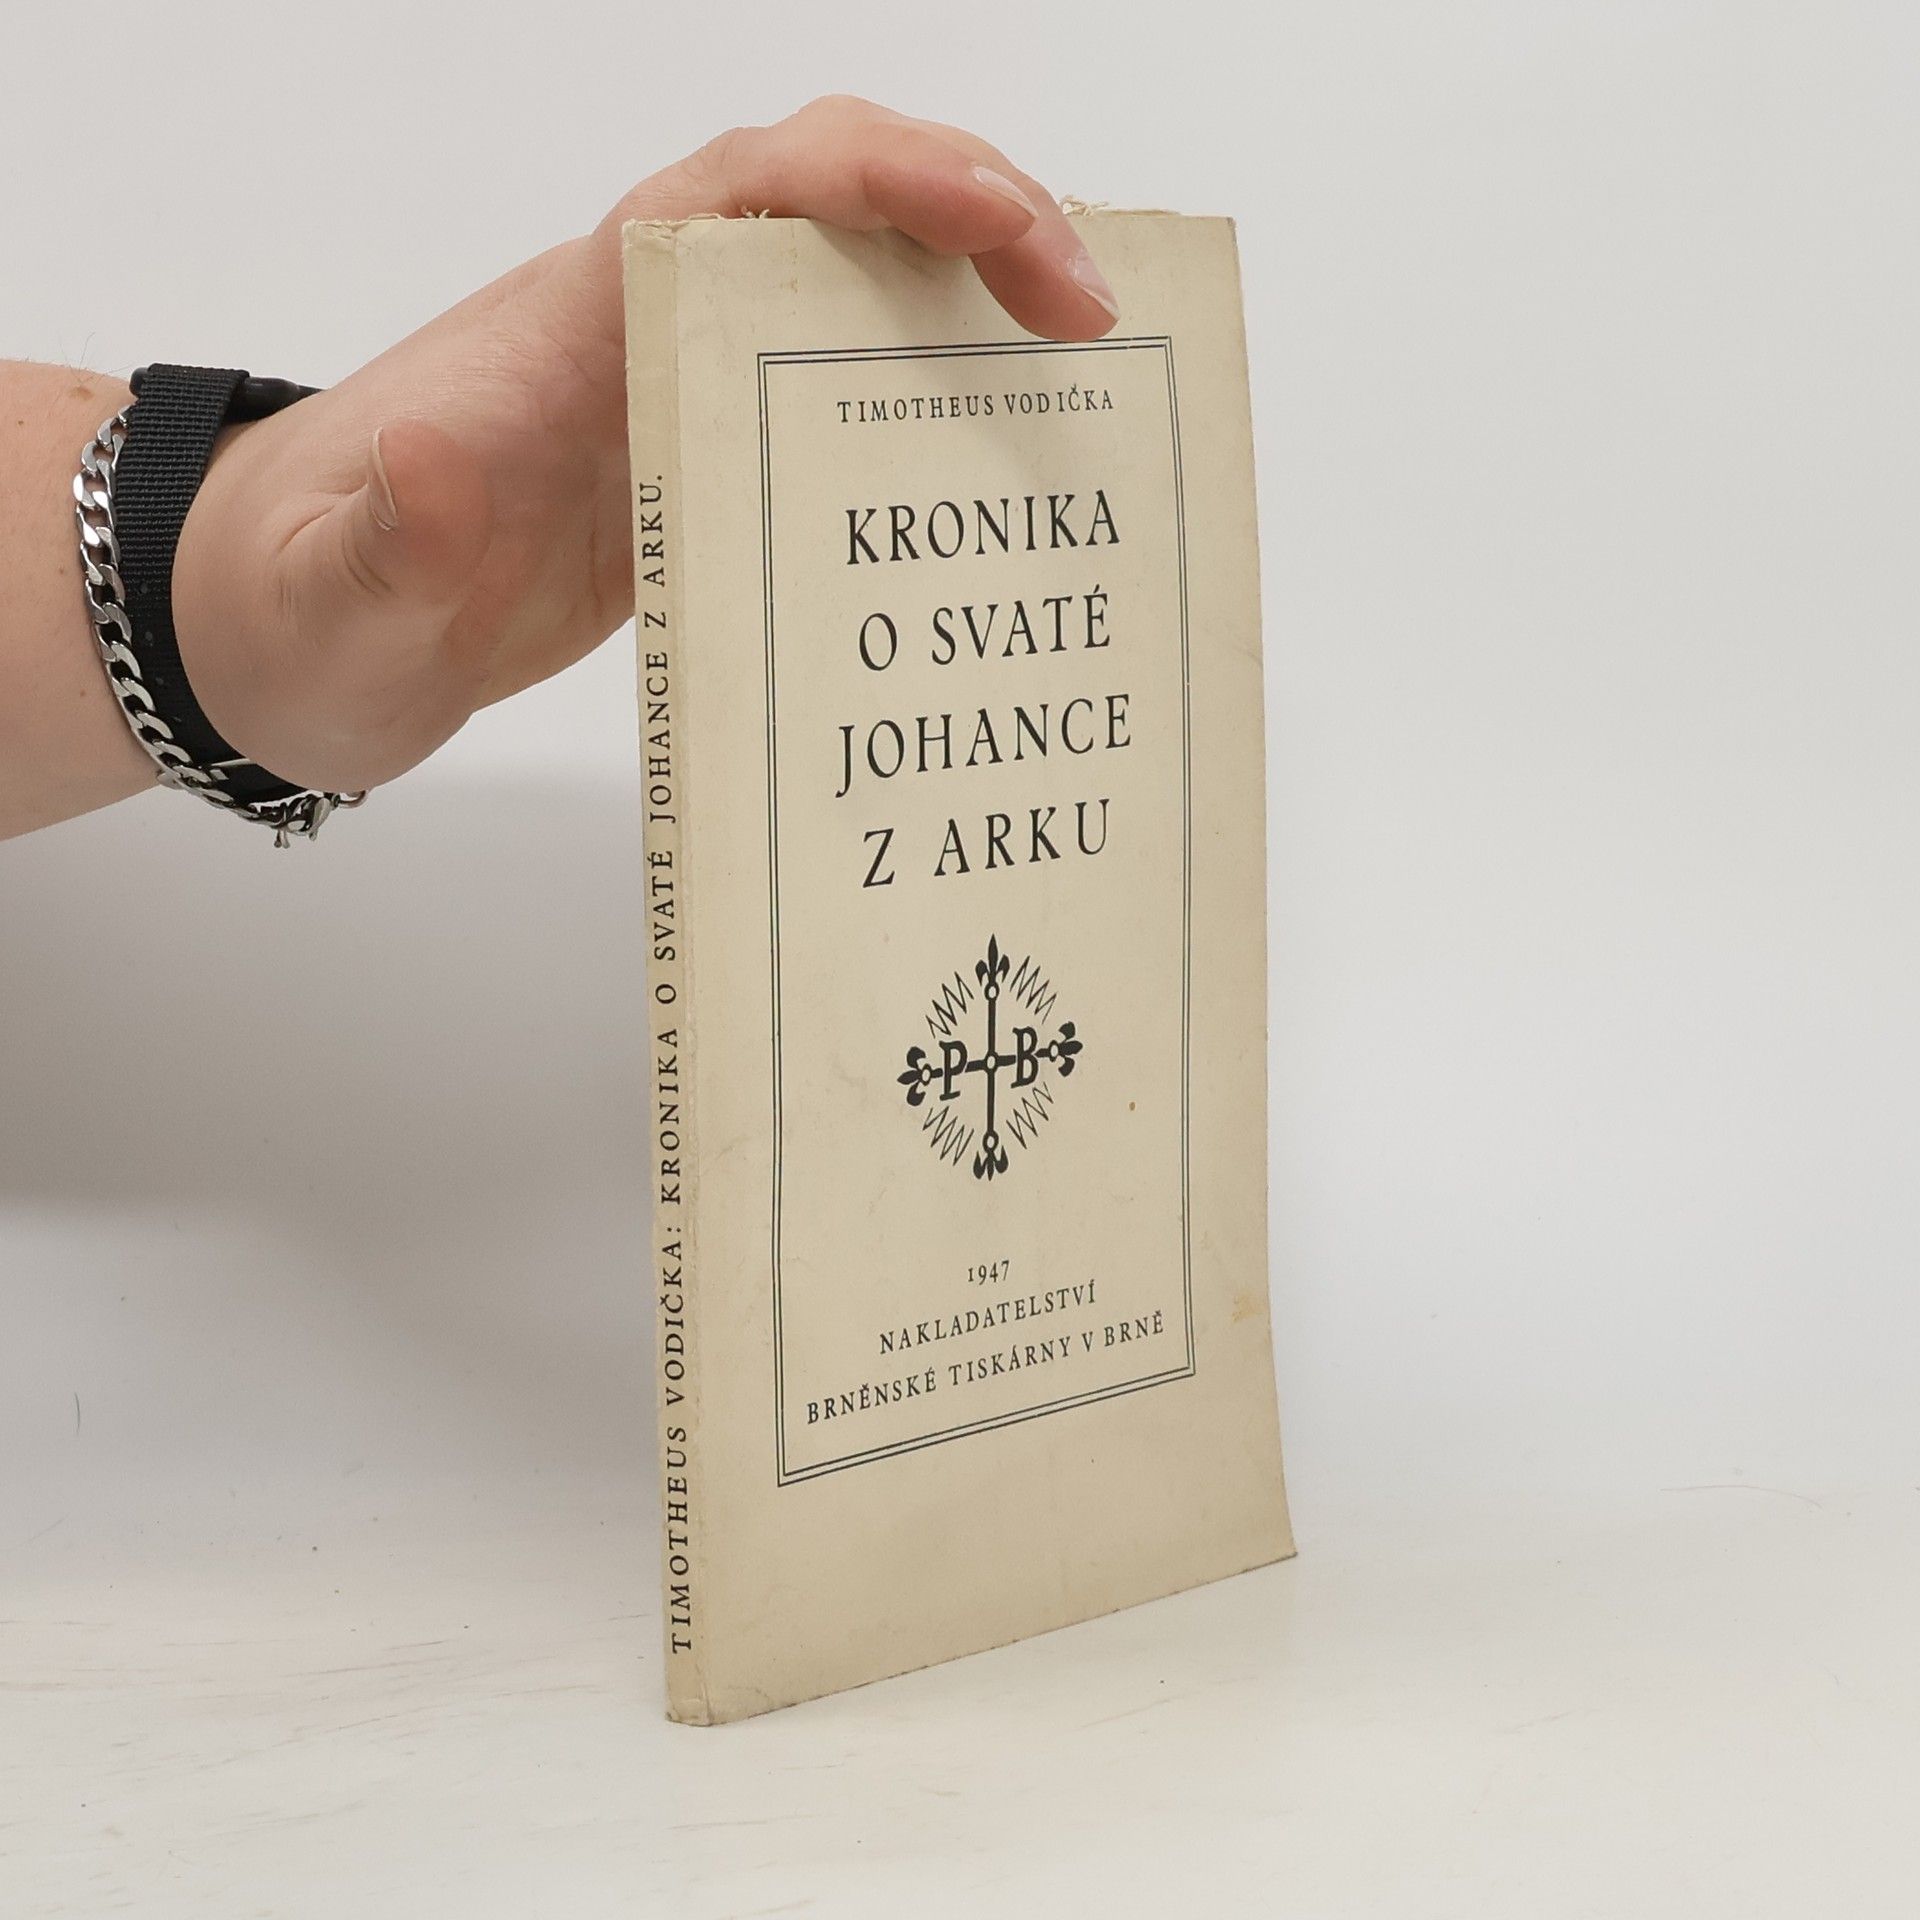 TIMOTHEUS VODIČKA: KRONIKA O SVATÉ JOHANCE Z ARKU.
TIMOTHEUS VODIČKA
KRONIKA
O SVATÉ
JOHANCE
Z ARKU
P B
1947
NAKLADATELSTVÍ
BRNĚNSKÉ TISKÁRNY V BRNĚ